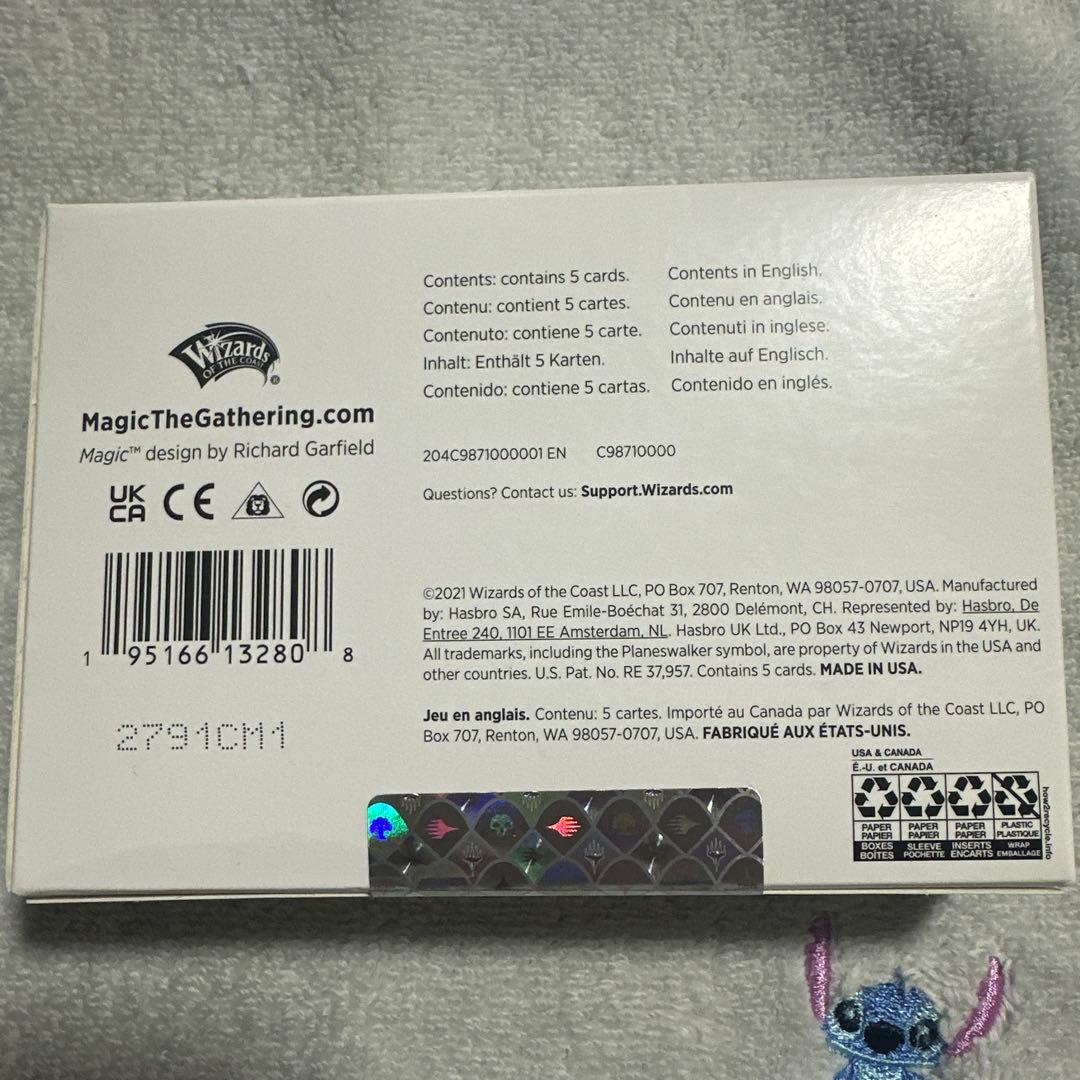 Wizards
OF THE COAST
®
MagicTheGathering.com
Magic™ design by Richard Garfield
UK
CA
CE
1 95166 13280 8
2791CM1
Contents: contains 5 cards.
Contenu: contient 5 cartes.
Contenuto: contiene 5 carte.
Inhalt: Enthält 5 Karten.
Contenido: contiene 5 cartas.
Contents in English.
Contenu en anglais.
Contenuti in inglese.
Inhalte auf Englisch.
Contenido en inglés.
204C9871000001 EN C98710000
Questions? Contact us: Support.Wizards.com
©2021 Wizards of the Coast LLC, PO Box 707, Renton, WA 98057-0707, USA. Manufactured
by: Hasbro SA, Rue Emile-Boéchat 31, 2800 Delémont, CH. Represented by: Hasbro, De
Entree 240, 1101 EE Amsterdam, NL. Hasbro UK Ltd., PO Box 43 Newport, NP19 4YH, UK.
All trademarks, including the Planeswalker symbol, are property of Wizards in the USA and
other countries. U.S. Pat. No. RE 37,957. Contains 5 cards. MADE IN USA.
Jeu en anglais. Contenu: 5 cartes. Importé au Canada par Wizards of the Coast LLC, PO
Box 707, Renton, WA 98057-0707, USA. FABRIQUÉ AUX ÉTATS-UNIS.
USA & CANADA
É.-U. et CANADA
PAPER PAPER PAPER PLASTIC
PAPIER PAPIER PAPIER PLASTIQUE
BOXES SLEEVE INSERTS WRAP
BOÎTES POCHETTE ENCARTS EMBALLAGE
how2recycle.info